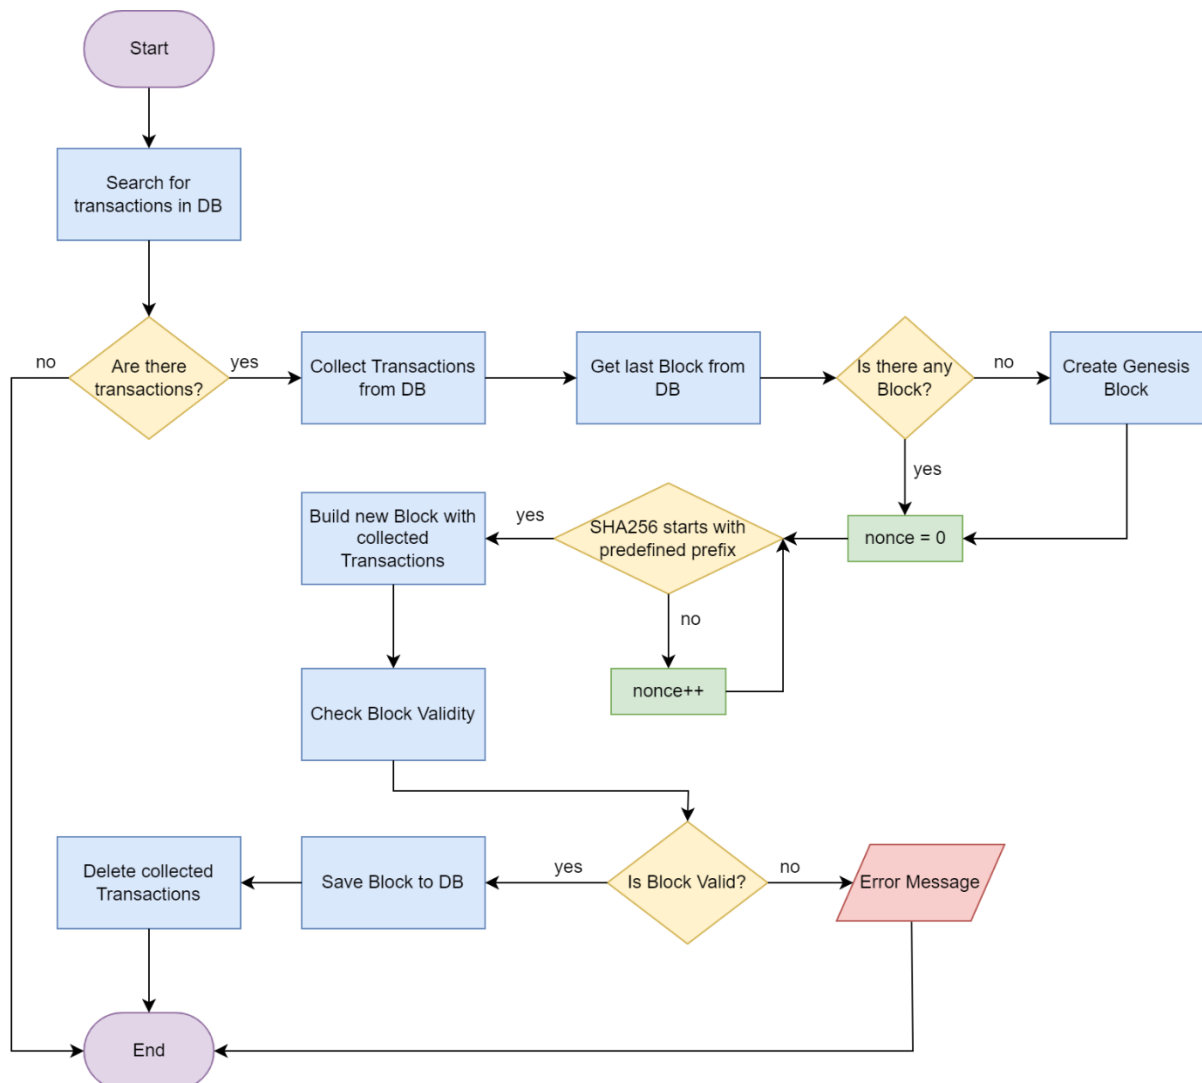 Start
Search for
transactions in DB
no
Are there
transactions?
yes
Collect Transactions
from DB
Get last Block from
DB
Is there any
Block?
no
Create Genesis
Block
yes
Build new Block with
collected
Transactions
yes
SHA256 starts with
predefined prefix
nonce = 0
no
nonce++
Check Block Validity
Delete collected
Transactions
Save Block to DB
yes
Is Block Valid?
no
Error Message
End